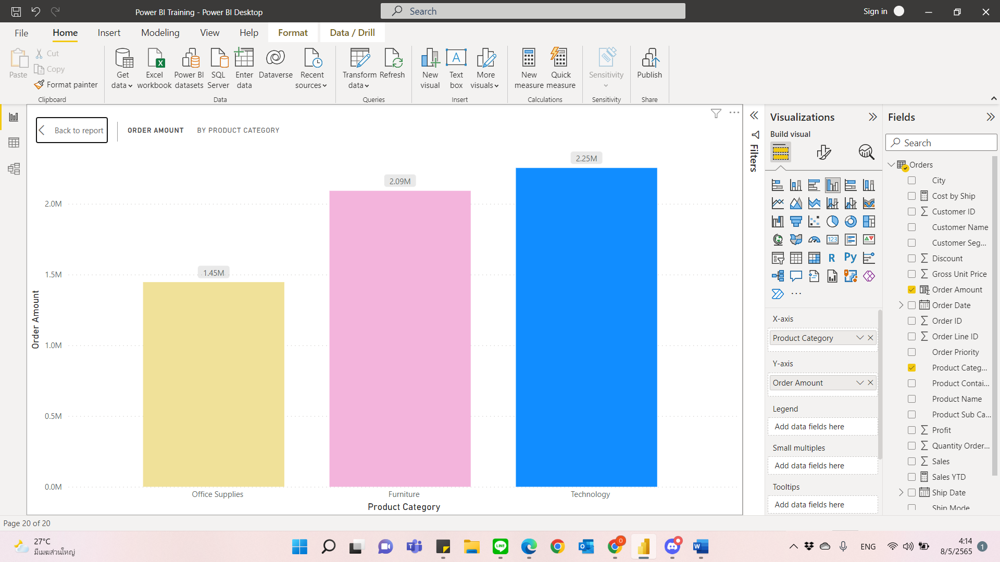 Power BI Training - Power BI Desktop
Search
Sign in
File
Home
Insert
Modeling
View
Help
Format
Data / Drill
Paste
Cut
Copy
Format painter
Clipboard
Get data
Excel workbook
Power BI datasets
SQL Server
Enter data
Dataverse
Recent sources
Data
Transform data
Refresh
Queries
New visual
Text box
More visuals
Insert
New measure
Quick measure
Calculations
Sensitivity
Sensitivity
Publish
Share
Back to report
ORDER AMOUNT
BY PRODUCT CATEGORY
2.25M
2.09M
1.45M
2.0M
1.5M
1.0M
0.5M
0.0M
Order Amount
Office Supplies
Furniture
Technology
Product Category
Filters
Visualizations
Build visual
123
R
Py
X-axis
Product Category
Y-axis
Order Amount
Legend
Add data fields here
Small multiples
Add data fields here
Tooltips
Add data fields here
Fields
Search
Orders
City
Cost by Ship
Customer ID
Customer Name
Customer Seg...
Discount
Gross Unit Price
Order Amount
Order Date
Order ID
Order Line ID
Order Priority
Product Categ...
Product Contai...
Product Name
Product Sub Ca...
Profit
Quantity Order...
Sales
Sales YTD
Ship Date
Ship Mode
Page 20 of 20
27°C
มีเมฆส่วนใหญ่
LINE
0
ENG
4:14
8/5/2565
1